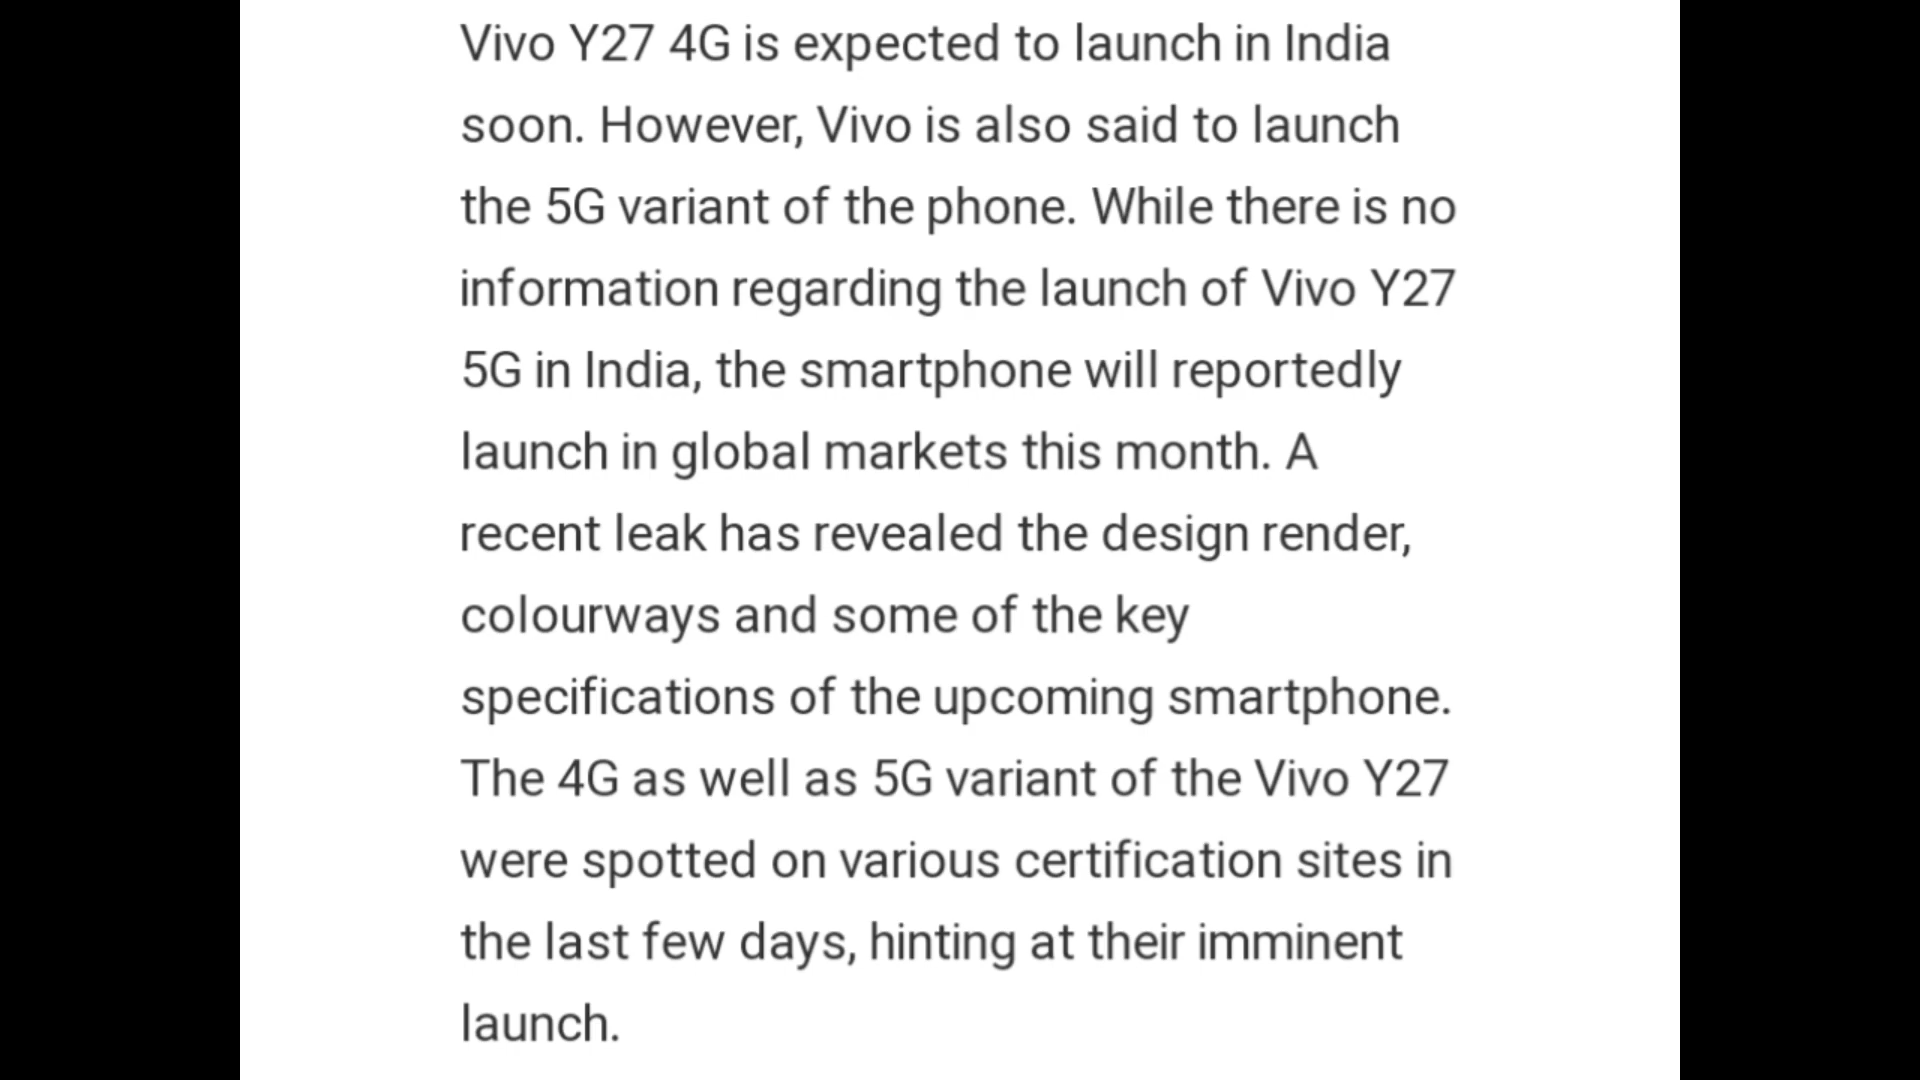 Vivo Y27 4G is expected to launch in India
soon. However, Vivo is also said to launch
the 5G variant of the phone. While there is no
information regarding the launch of Vivo Y27
5G in India, the smartphone will reportedly
launch in global markets this month. A
recent leak has revealed the design render,
colourways and some of the key
specifications of the upcoming smartphone.
The 4G as well as 5G variant of the Vivo Y27
were spotted on various certification sites in
the last few days, hinting at their imminent
launch.